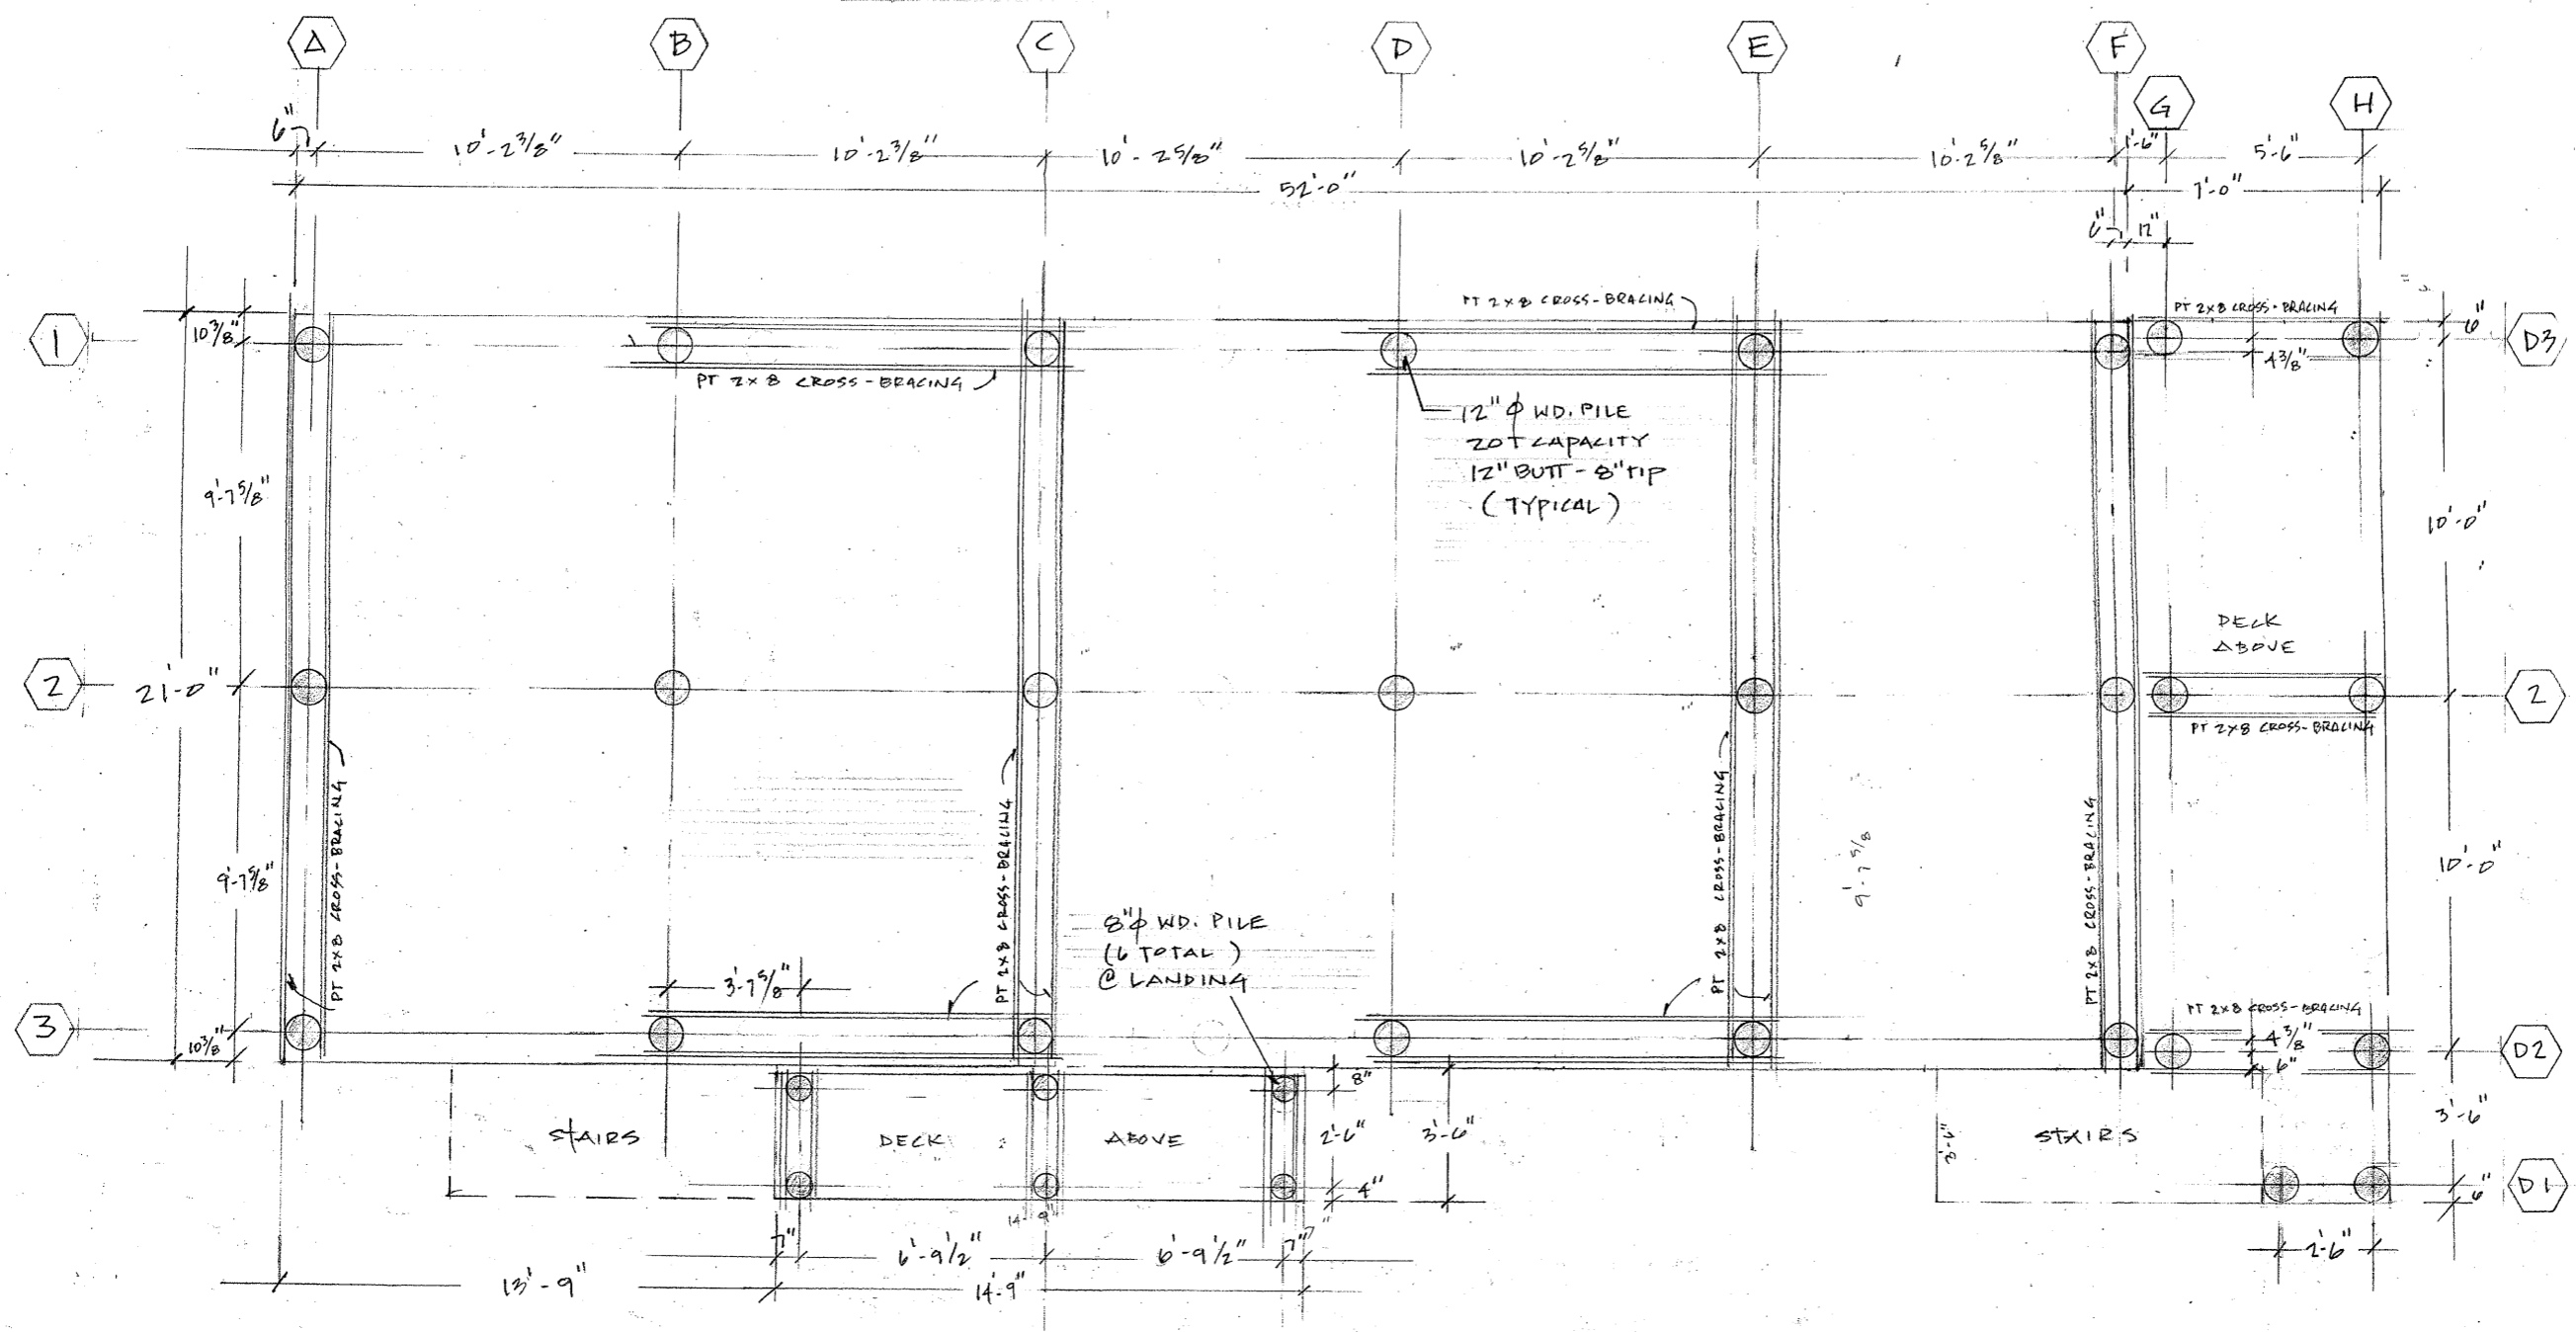 A
B
C
D
E
F
G
H
6"
10'-2 3/8"
10'-2 3/8"
10'-2 5/8"
10'-2 5/8"
10'-2 5/8"
1'-6"
5'-6"
52'-0"
7'-0"
6"
12"
1
10 3/8"
PT 2x8 CROSS-BRACING
PT 2x8 CROSS-BRACING
6"
D3
4 3/8"
PT 2x8 CROSS-BRACING
12"ϕ WD. PILE
20T CAPACITY
12" BUTT - 8" TIP
(TYPICAL)
9'-7 5/8"
10'-0"
DECK
ABOVE
2
21'-0"
2
PT 2x8 CROSS-BRACING
PT 2x8 CROSS-BRACING
PT 2x8 CROSS-BRACING
PT 2x8 CROSS-BRACING
PT 2x8 CROSS-BRACING
9'-7 5/8
9'-7 5/8"
10'-0"
8"ϕ WD. PILE
(6 TOTAL)
@ LANDING
3'-7 5/8"
PT 2x8 CROSS-BRACING
3
10 3/8"
4 3/8"
6"
D2
8"
STAIRS
DECK
ABOVE
2'-6"
3'-6"
3'-6"
STAIRS
3'-6"
4"
6"
D1
14'-9"
7"
6'-9 1/2"
6'-9 1/2"
7"
2'-6"
13'-9"
14'-9"